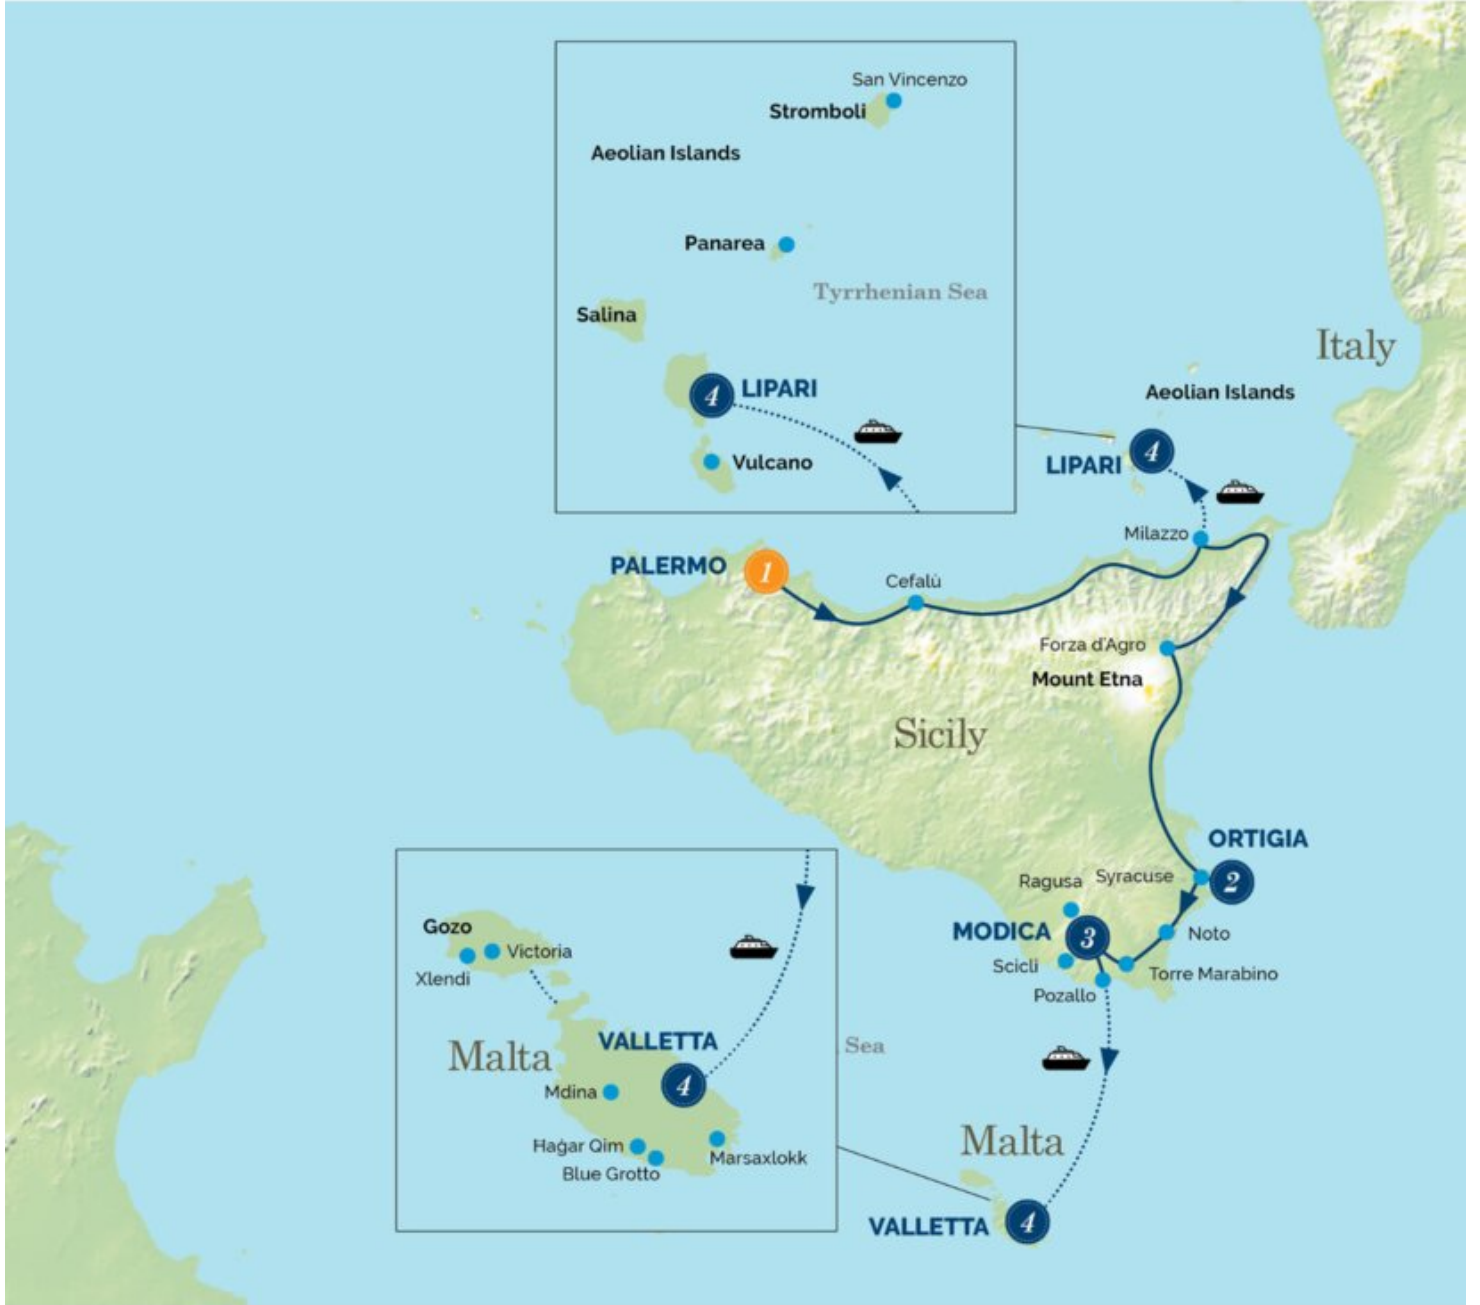 San Vincenzo
Stromboli
Aeolian Islands
Panarea
Tyrrhenian Sea
Salina
4 LIPARI
Vulcano
Italy
Aeolian Islands
LIPARI 4
Milazzo
PALERMO 1
Cefalù
Forza d'Agro
Mount Etna
Sicily
ORTIGIA
2
Syracuse
Ragusa
MODICA 3
Noto
Scicli
Torre Marabino
Pozallo
Gozo
Victoria
Xlendi
Sea
VALLETTA
4
Malta
Mdina
Haġar Qim
Blue Grotto
Marsaxlokk
Malta
VALLETTA 4